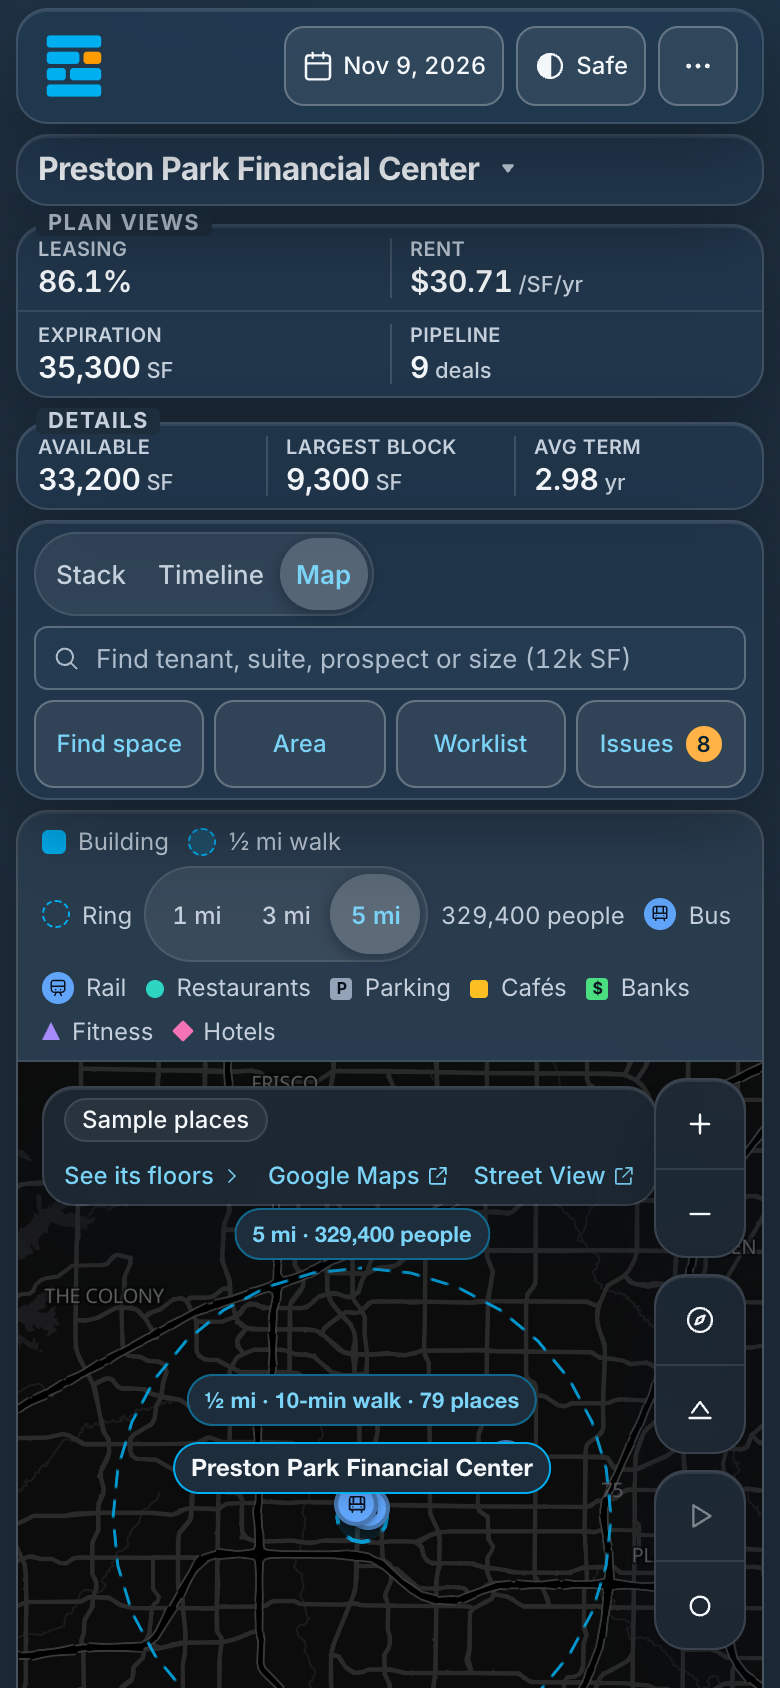 Nov 9, 2026
Safe
Preston Park Financial Center
PLAN VIEWS
LEASING
86.1%
RENT
$30.71 /SF/yr
EXPIRATION
35,300 SF
PIPELINE
9 deals
DETAILS
AVAILABLE
33,200 SF
LARGEST BLOCK
9,300 SF
AVG TERM
2.98 yr
Stack Timeline Map
Find tenant, suite, prospect or size (12k SF)
Find space Area Worklist Issues 8
Building ½ mi walk
Ring 1 mi 3 mi 5 mi 329,400 people Bus
Rail Restaurants P Parking Cafés $ Banks
Fitness Hotels
FRISCO
Sample places
See its floors Google Maps Street View
5 mi · 329,400 people
THE COLONY
½ mi · 10-min walk · 79 places
Preston Park Financial Center
75